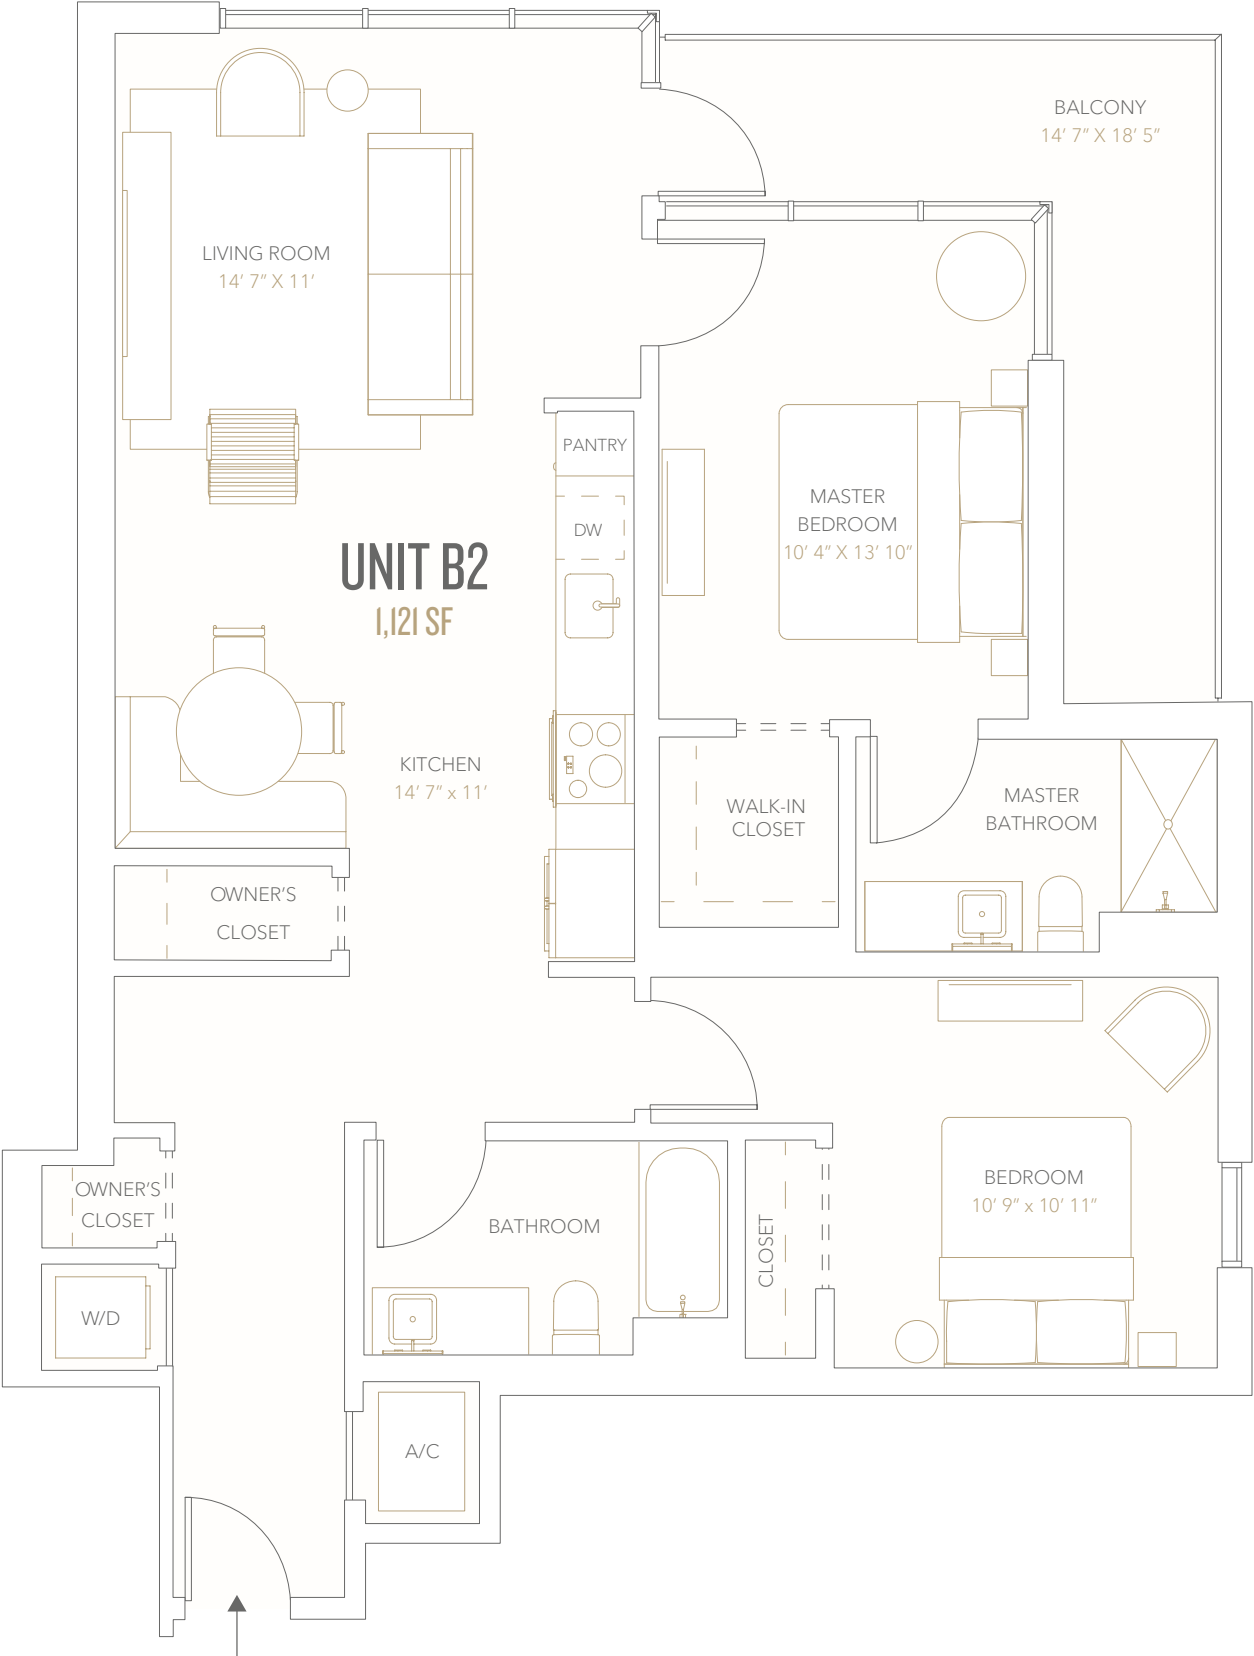 BALCONY
14' 7" X 18' 5"
LIVING ROOM
14' 7" X 11'
PANTRY
DW
MASTER
BEDROOM
10' 4" X 13' 10"
UNIT B2
1,121 SF
KITCHEN
14' 7" x 11'
WALK-IN
CLOSET
MASTER
BATHROOM
OWNER'S
CLOSET
OWNER'S
CLOSET
BATHROOM
CLOSET
BEDROOM
10' 9" x 10' 11"
W/D
A/C